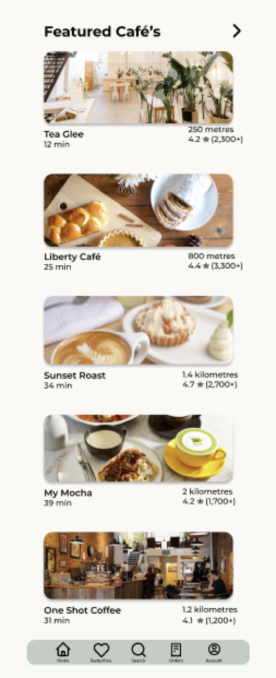 Featured Café's
Tea Glee
250 metres
12 min
4.2 ★ (2,300+)
Liberty Café
800 metres
25 min
4.4 ★ (3,300+)
Sunset Roast
1.4 kilometres
34 min
4.7 ★ (2,700+)
My Mocha
2 kilometres
39 min
4.2 ★ (1,700+)
One Shot Coffee
1.2 kilometres
31 min
4.1 ★ (1,200+)
Home Favourites Search Orders Account